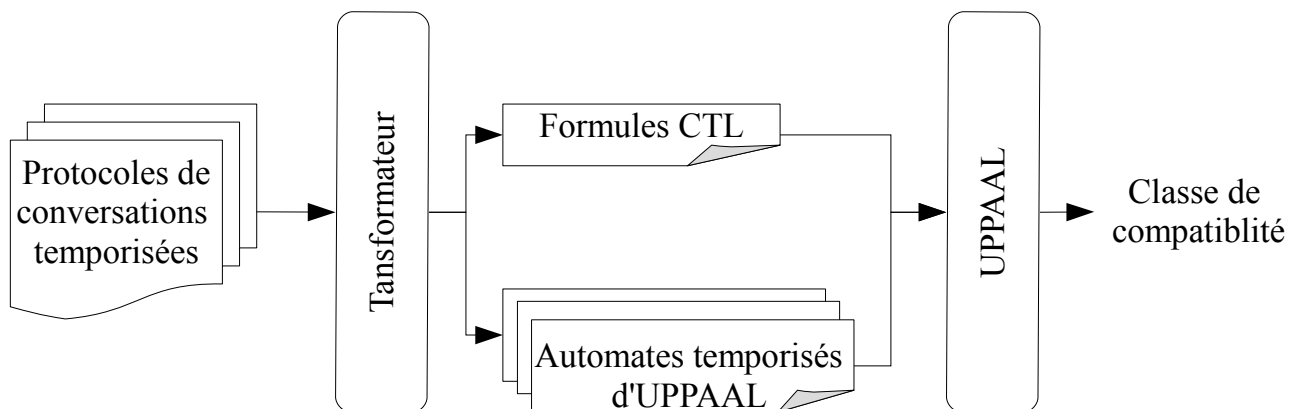 Protocoles de
conversations
temporisées
Tansformateur
Formules CTL
Automates temporisés
d'UPPAAL
UPPAAL
Classe de
compatiblité